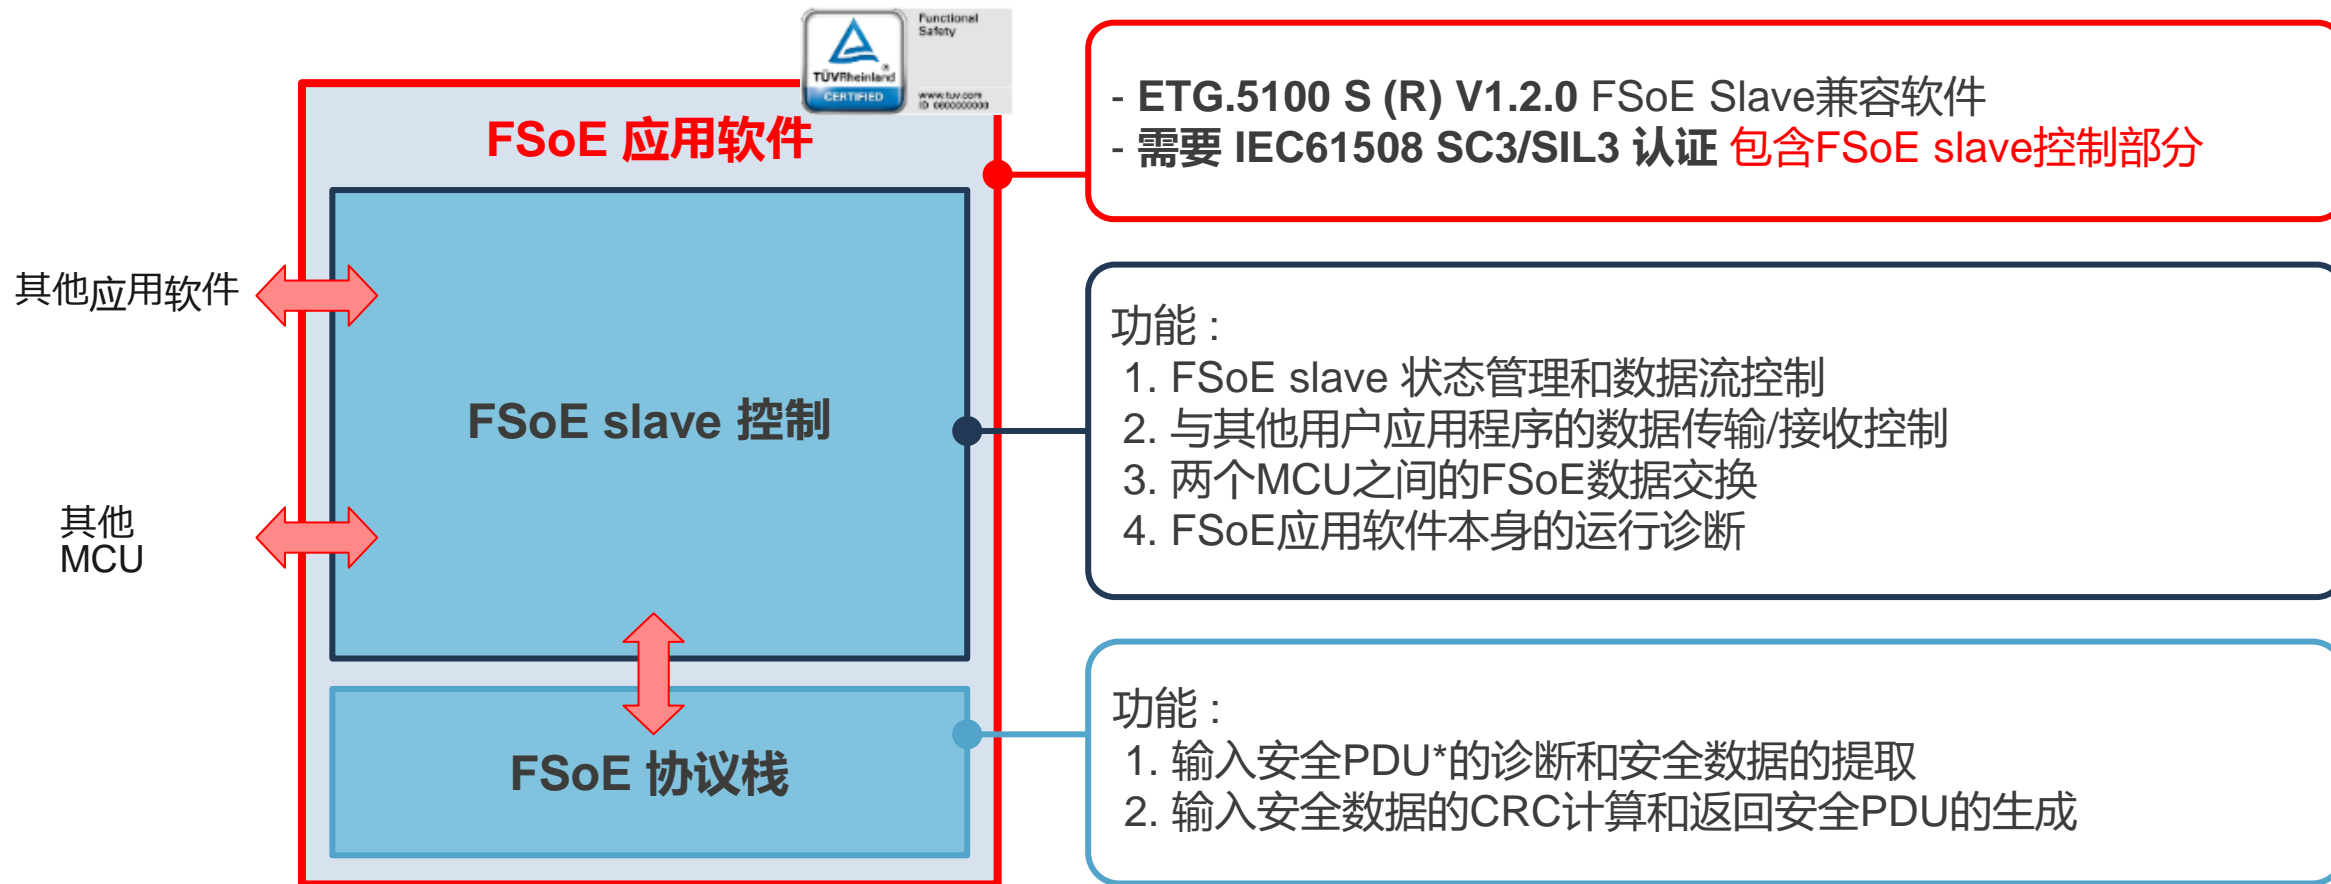 Functional
Safety
TÜVRheinland
®
CERTIFIED
www.tuv.com
ID 0600000000
FSoE 应用软件
- ETG.5100 S (R) V1.2.0 FSoE Slave兼容软件
- 需要 IEC61508 SC3/SIL3 认证 包含FSoE slave控制部分
其他应用软件
FSoE slave 控制
其他
MCU
功能 :
1. FSoE slave 状态管理和数据流控制
2. 与其他用户应用程序的数据传输/接收控制
3. 两个MCU之间的FSoE数据交换
4. FSoE应用软件本身的运行诊断
FSoE 协议栈
功能 :
1. 输入安全PDU*的诊断和安全数据的提取
2. 输入安全数据的CRC计算和返回安全PDU的生成